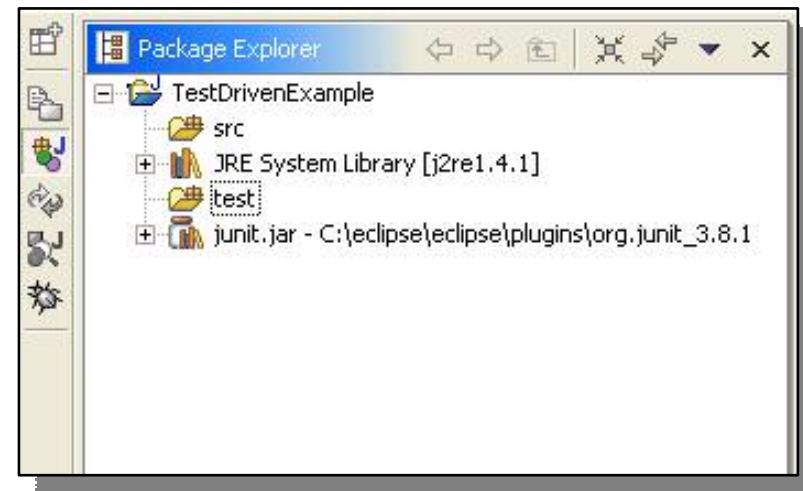 Package Explorer
TestDrivenExample
src
JRE System Library [j2re1.4.1]
test
junit.jar - C:\eclipse\eclipse\plugins\org.junit_3.8.1